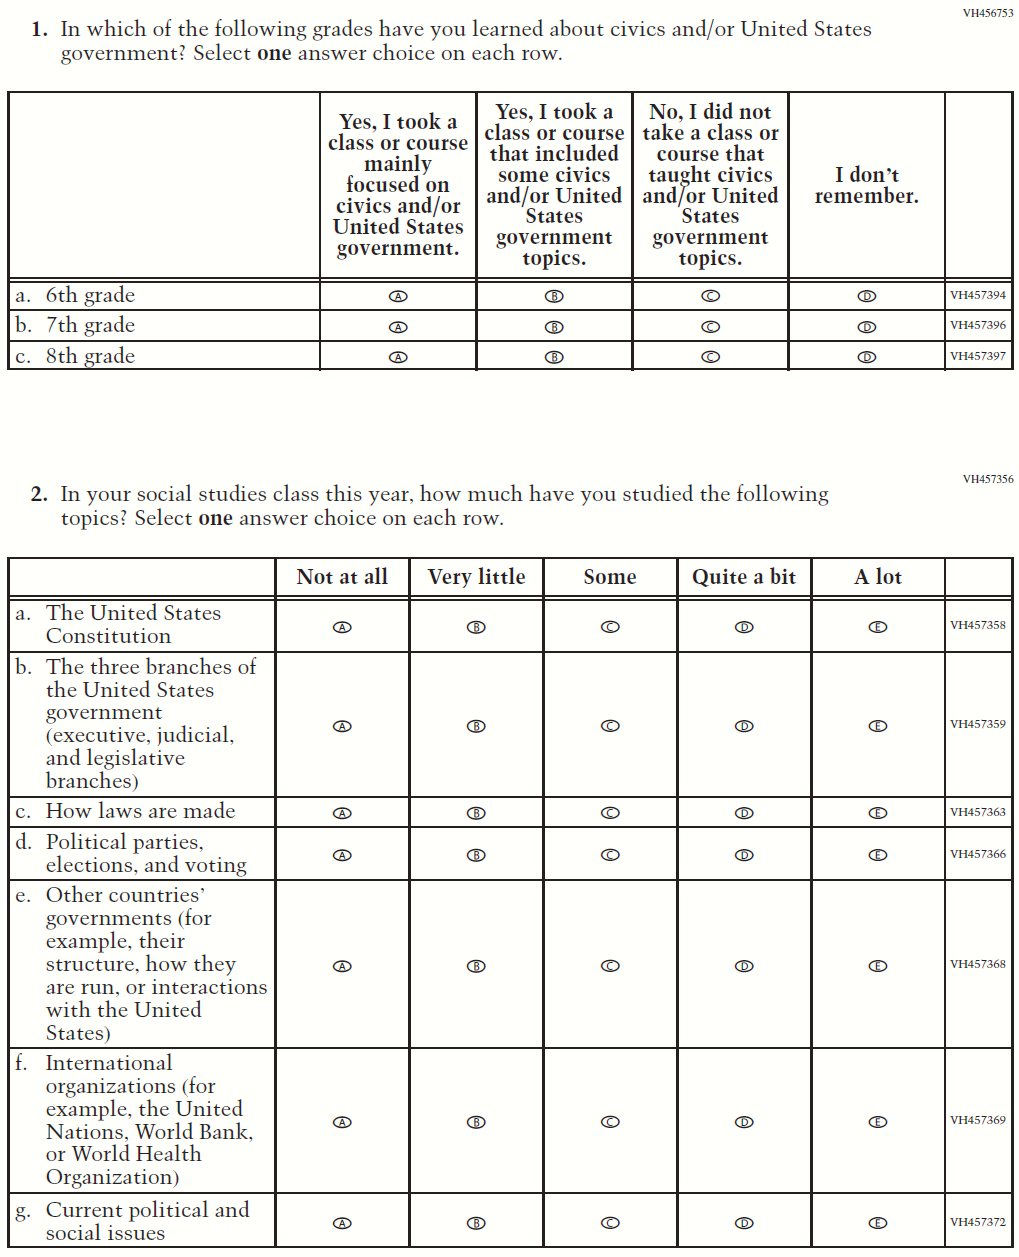 VH456753
1. In which of the following grades have you learned about civics and/or United States
government? Select one answer choice on each row.
Yes, I took a
class or course
mainly
focused on
civics and/or
United States
government.
Yes, I took a
class or course
that included
some civics
and/or United
States
government
topics.
No, I did not
take a class or
course that
taught civics
and/or United
States
government
topics.
I don't
remember.
a. 6th grade A B C D VH457394
b. 7th grade A B C D VH457396
c. 8th grade A B C D VH457397
VH457356
2. In your social studies class this year, how much have you studied the following
topics? Select one answer choice on each row.
Not at all Very little Some Quite a bit A lot
a. The United States
Constitution
A B C D E VH457358
b. The three branches of
the United States
government
(executive, judicial,
and legislative
branches)
A B C D E VH457359
c. How laws are made A B C D E VH457363
d. Political parties,
elections, and voting
A B C D E VH457366
e. Other countries'
governments (for
example, their
structure, how they
are run, or interactions
with the United
States)
A B C D E VH457368
f. International
organizations (for
example, the United
Nations, World Bank,
or World Health
Organization)
A B C D E VH457369
g. Current political and
social issues
A B C D E VH457372